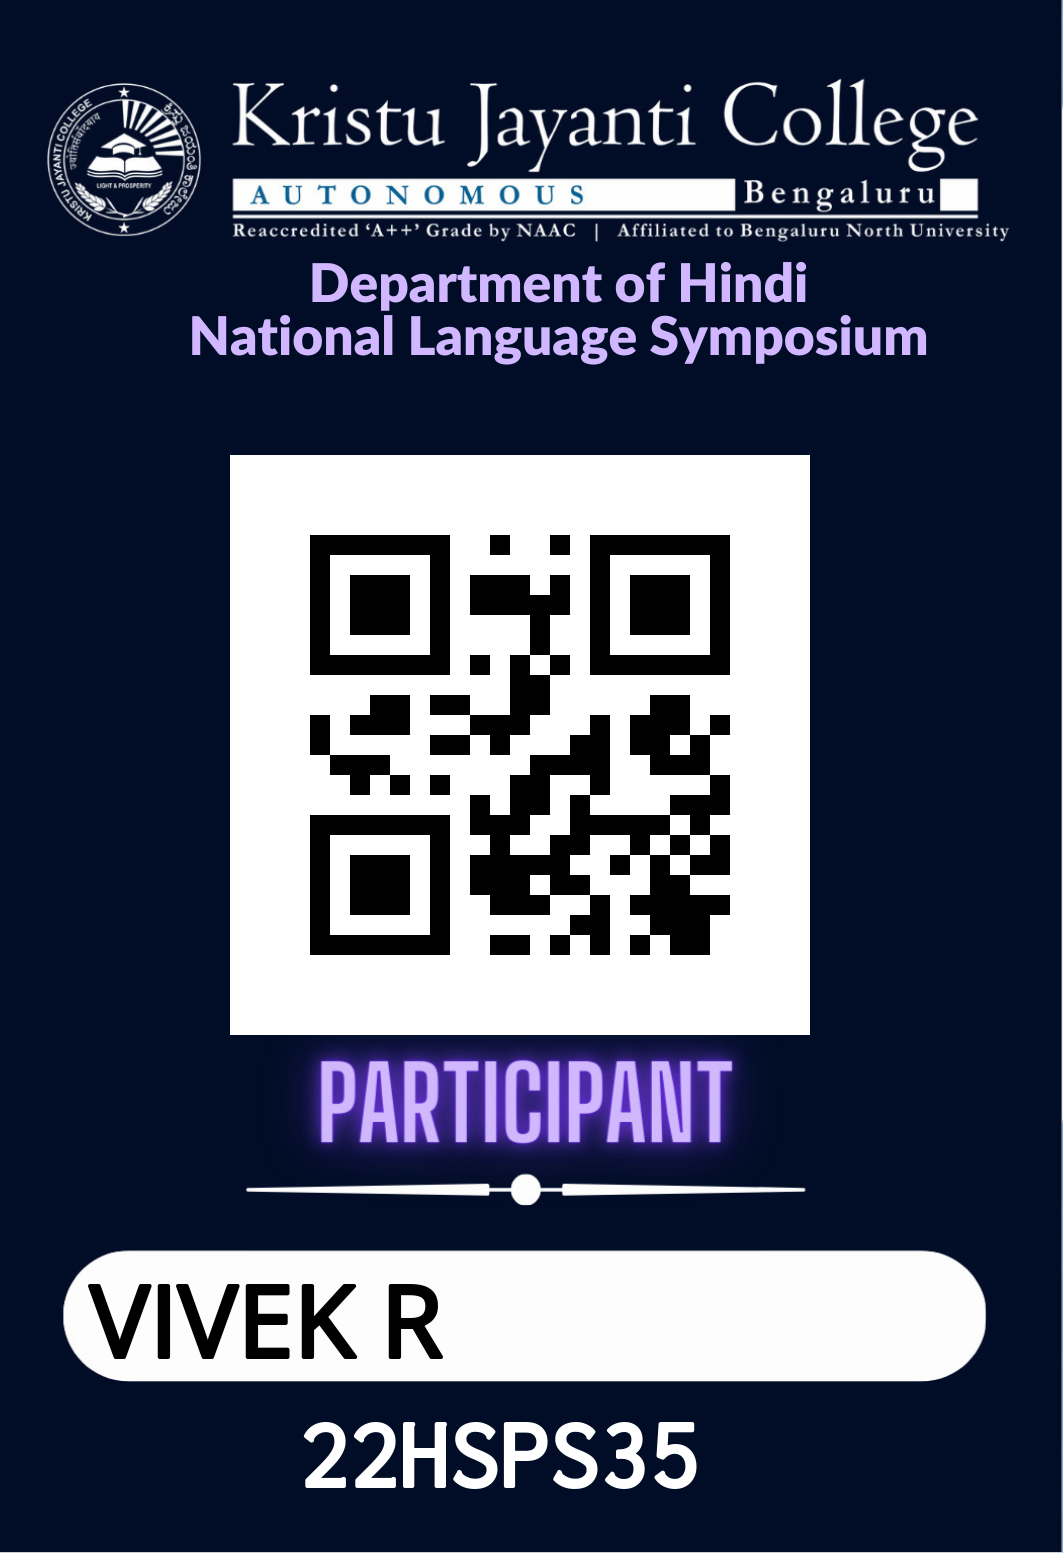 KRISTU JAYANTI COLLEGE
LIGHT & PROSPERITY
Kristu Jayanti College
AUTONOMOUS Bengaluru
Reaccredited ‘A++’ Grade by NAAC | Affiliated to Bengaluru North University
Department of Hindi
National Language Symposium
PARTICIPANT
VIVEK R
22HSPS35